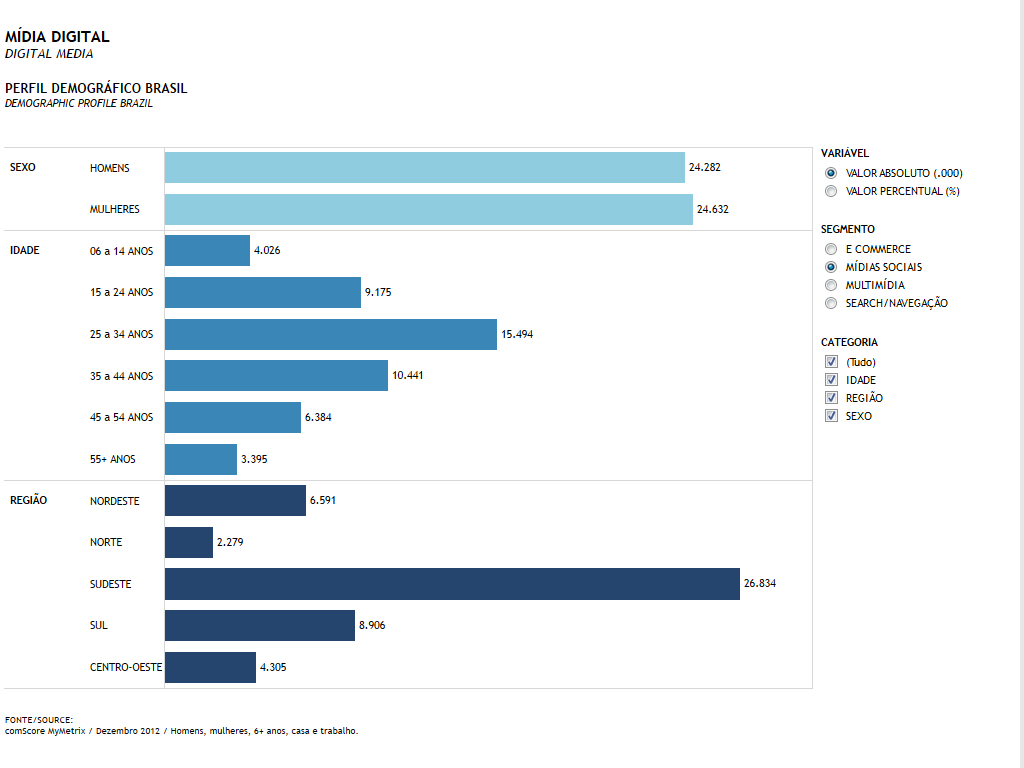 MÍDIA DIGITAL
DIGITAL MEDIA
PERFIL DEMOGRÁFICO BRASIL
DEMOGRAPHIC PROFILE BRAZIL
SEXO HOMENS 24.282
MULHERES 24.632
IDADE 06 a 14 ANOS 4.026
15 a 24 ANOS 9.175
25 a 34 ANOS 15.494
35 a 44 ANOS 10.441
45 a 54 ANOS 6.384
55+ ANOS 3.395
REGIÃO NORDESTE 6.591
NORTE 2.279
SUDESTE 26.834
SUL 8.906
CENTRO-OESTE 4.305
VARIÁVEL
VALOR ABSOLUTO (.000)
VALOR PERCENTUAL (%)
SEGMENTO
E COMMERCE
MÍDIAS SOCIAIS
MULTIMÍDIA
SEARCH/NAVEGAÇÃO
CATEGORIA
(Tudo)
IDADE
REGIÃO
SEXO
FONTE/SOURCE:
comScore MyMetrix / Dezembro 2012 / Homens, mulheres, 6+ anos, casa e trabalho.